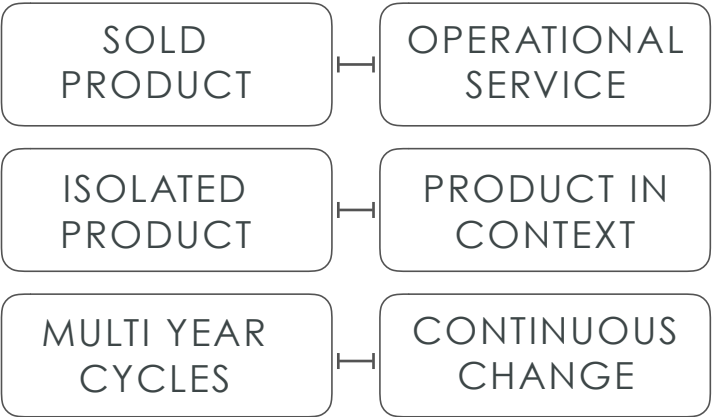 SOLD
PRODUCT
OPERATIONAL
SERVICE
ISOLATED
PRODUCT
PRODUCT IN
CONTEXT
MULTI YEAR
CYCLES
CONTINUOUS
CHANGE